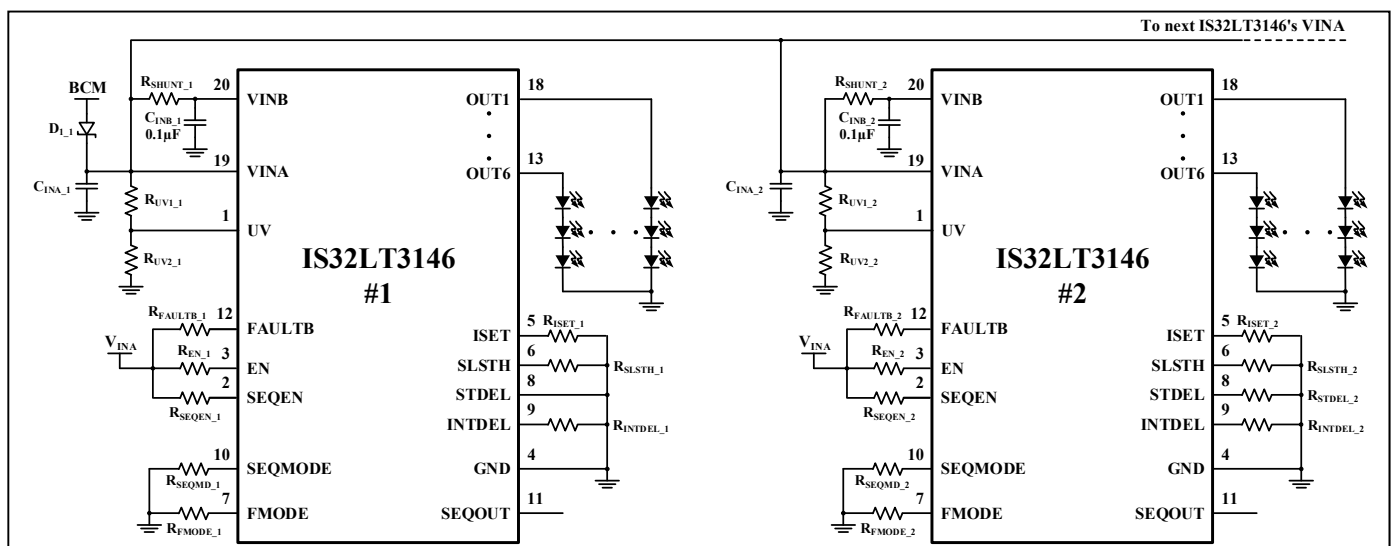 To next IS32LT3146's VINA
BCM
D1_1
CINA_1
RSHUNT_1
CINB_1
0.1μF
RUV1_1
RUV2_1
20
VINB
19
VINA
1
UV
IS32LT3146
#1
OUT1
18
OUT6
13
VINA
RFAULTB_1
12
FAULTB
REN_1
3
EN
2
SEQEN
RSEQEN_1
10
SEQMODE
RSEQMD_1
7
FMODE
RFMODE_1
ISET
5
RISET_1
SLSTH
6
RSLSTH_1
STDEL
8
INTDEL
9
RINTDEL_1
GND
4
SEQOUT
11
CINA_2
RSHUNT_2
CINB_2
0.1μF
RUV1_2
RUV2_2
20
VINB
19
VINA
1
UV
IS32LT3146
#2
OUT1
18
OUT6
13
VINA
RFAULTB_2
12
FAULTB
REN_2
3
EN
2
SEQEN
RSEQEN_2
10
SEQMODE
RSEQMD_2
7
FMODE
RFMODE_2
ISET
5
RISET_2
SLSTH
6
RSLSTH_2
STDEL
8
RSTDEL_2
INTDEL
9
RINTDEL_2
GND
4
SEQOUT
11